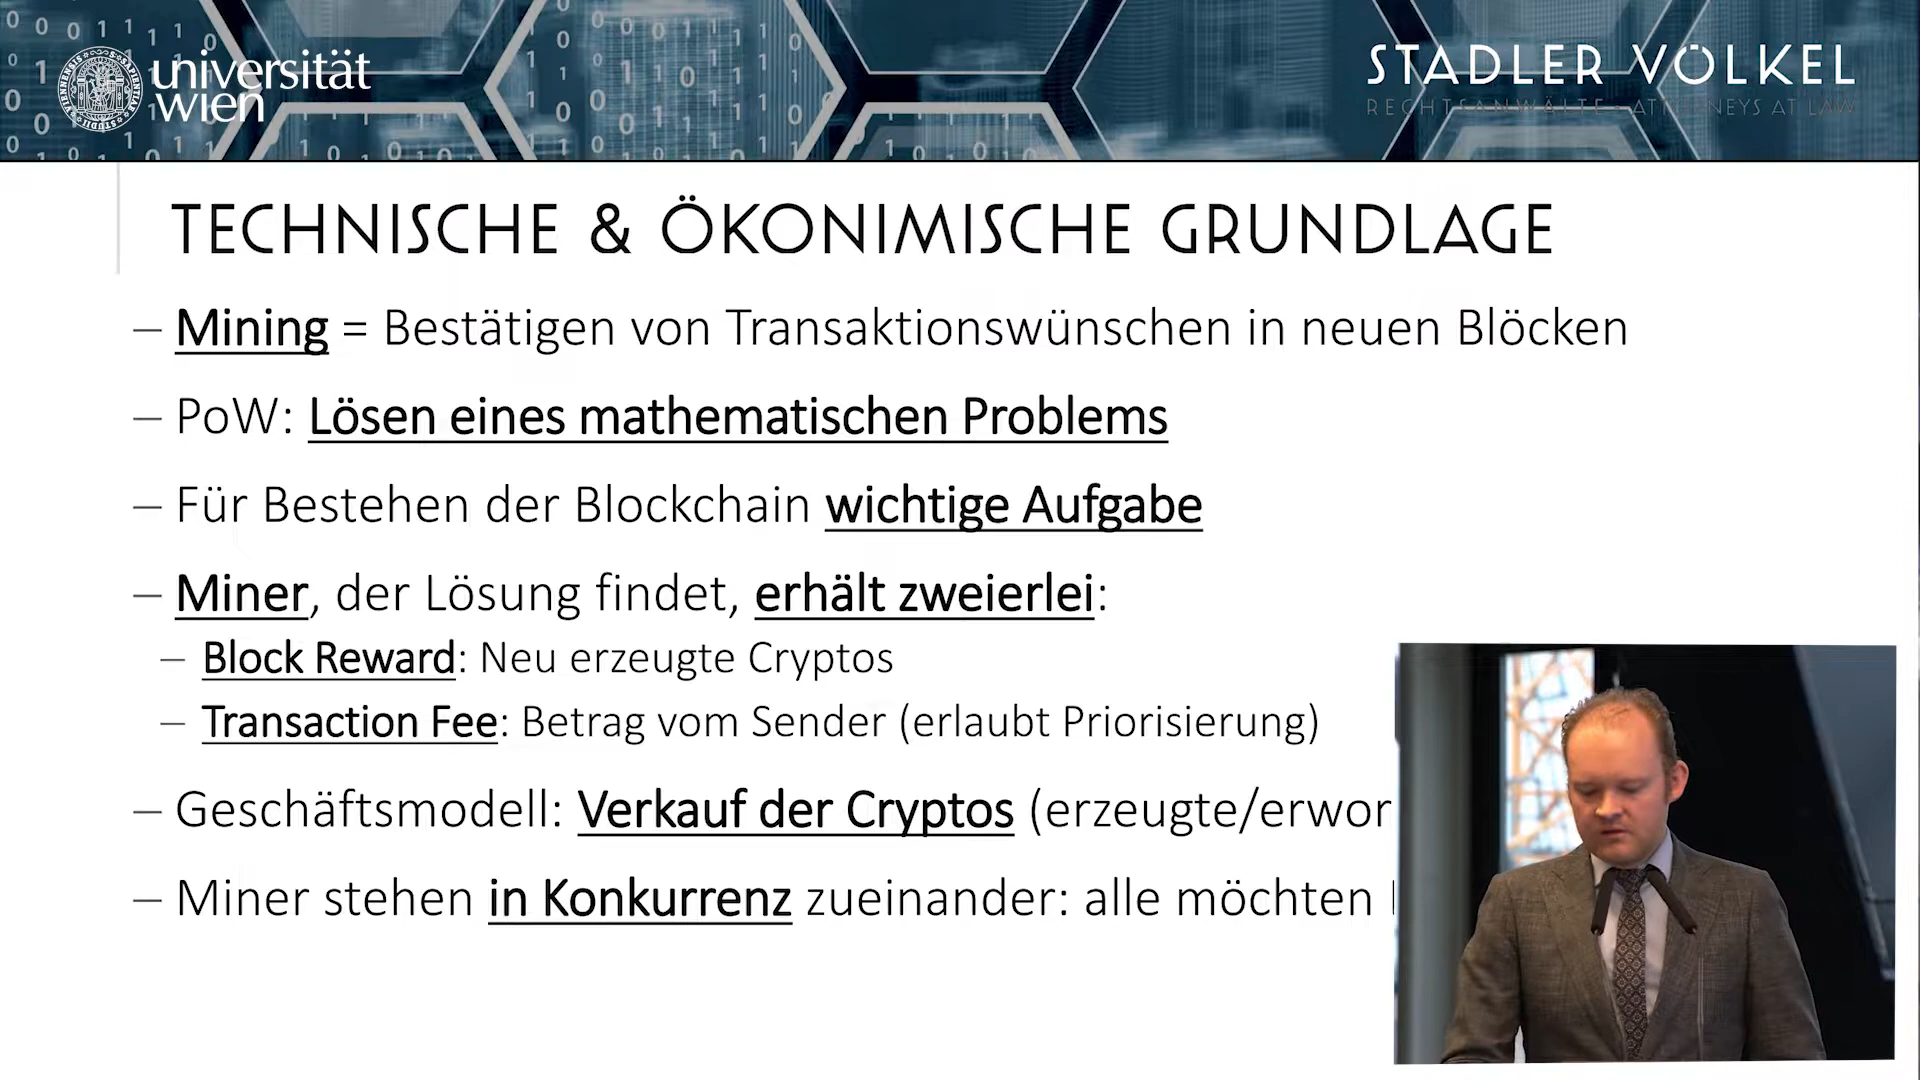 universität
wien
STADLER VÖLKEL
RECHTSANWÄLTE · ATTORNEYS AT LAW
TECHNISCHE & ÖKONIMISCHE GRUNDLAGE
– Mining = Bestätigen von Transaktionswünschen in neuen Blöcken
– PoW: Lösen eines mathematischen Problems
– Für Bestehen der Blockchain wichtige Aufgabe
– Miner, der Lösung findet, erhält zweierlei:
– Block Reward: Neu erzeugte Cryptos
– Transaction Fee: Betrag vom Sender (erlaubt Priorisierung)
– Geschäftsmodell: Verkauf der Cryptos (erzeugte/erwor
– Miner stehen in Konkurrenz zueinander: alle möchten